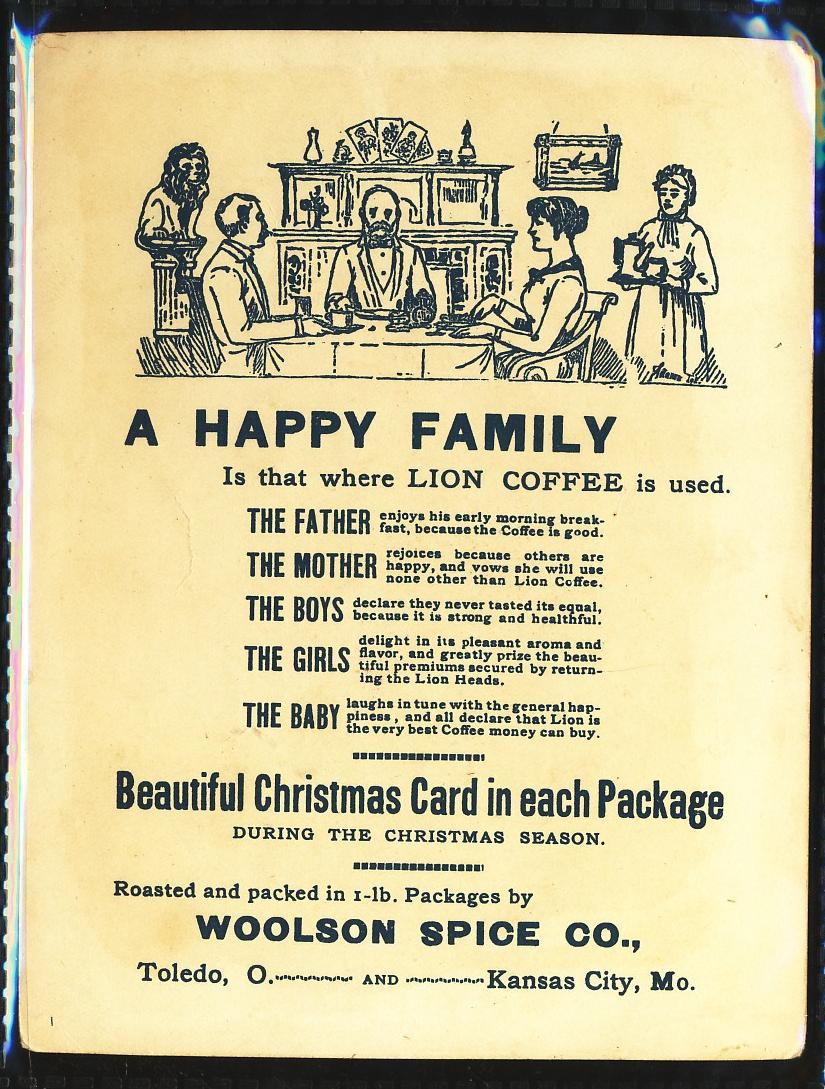 A HAPPY FAMILY
Is that where LION COFFEE is used.
THE FATHER enjoys his early morning break-
fast, because the Coffee is good.
THE MOTHER rejoices because others are
happy, and vows she will use
none other than Lion Coffee.
THE BOYS declare they never tasted its equal,
because it is strong and healthful.
THE GIRLS delight in its pleasant aroma and
flavor, and greatly prize the beau-
tiful premiums secured by return-
ing the Lion Heads.
THE BABY laughs in tune with the general hap-
piness, and all declare that Lion is
the very best Coffee money can buy.
Beautiful Christmas Card in each Package
DURING THE CHRISTMAS SEASON.
Roasted and packed in 1-lb. Packages by
WOOLSON SPICE CO.,
Toledo, O. AND Kansas City, Mo.